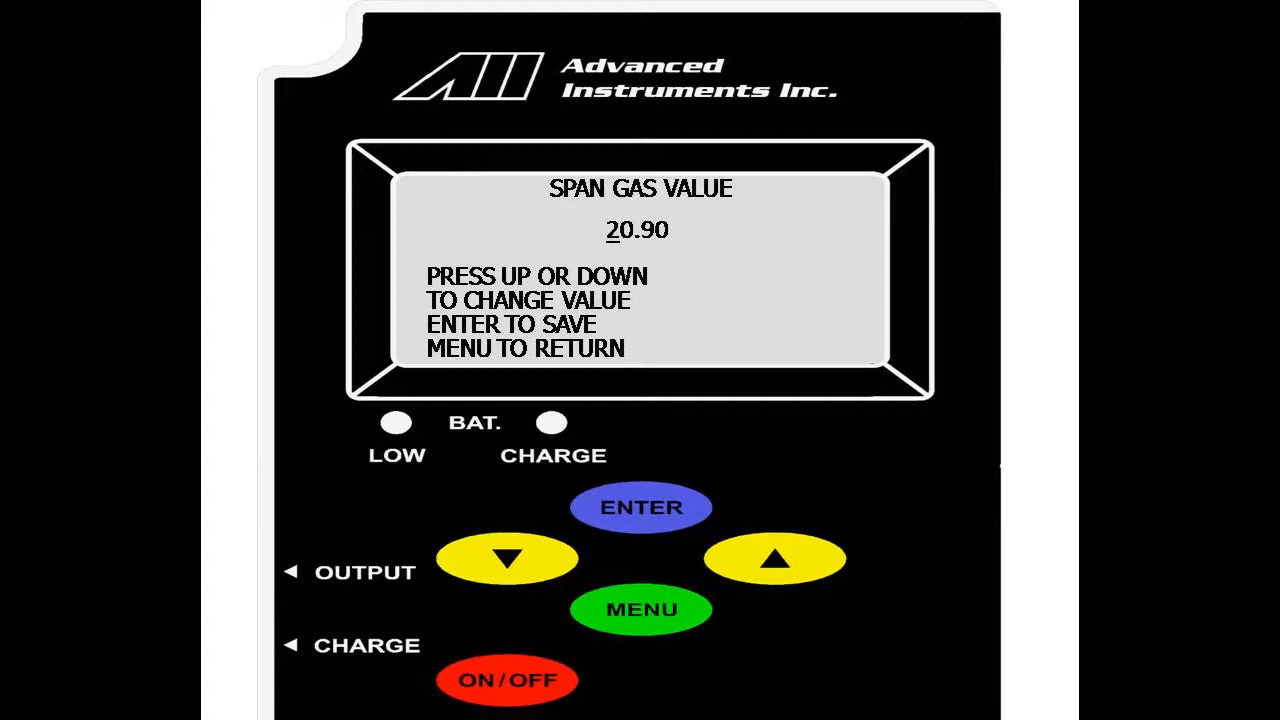 Advanced
Instruments Inc.
SPAN GAS VALUE
20.90
PRESS UP OR DOWN
TO CHANGE VALUE
ENTER TO SAVE
MENU TO RETURN
BAT.
LOW CHARGE
ENTER
OUTPUT
MENU
CHARGE
ON/OFF